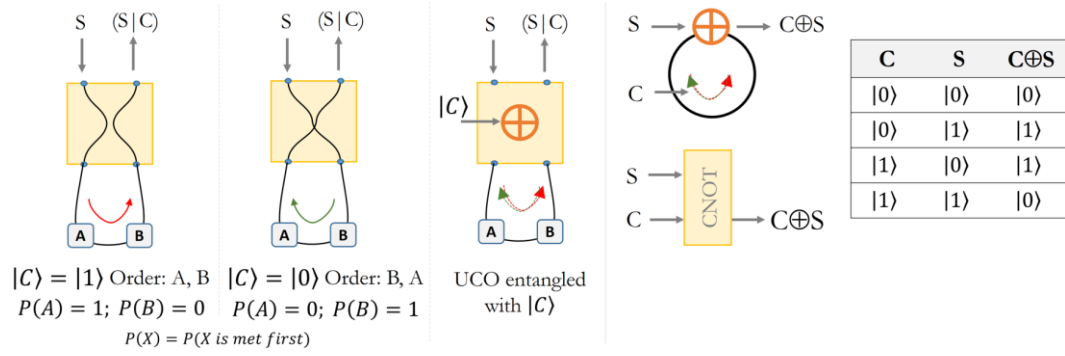 S (S|C)
A B
|C⟩ = |1⟩ Order: A, B
P(A) = 1; P(B) = 0
S (S|C)
A B
|C⟩ = |0⟩ Order: B, A
P(A) = 0; P(B) = 1
P(X) = P(X is met first)
S (S|C)
|C⟩
A B
UCO entangled
with |C⟩
S C⊕S
C
S
C CNOT C⊕S
C S C⊕S
|0⟩ |0⟩ |0⟩
|0⟩ |1⟩ |1⟩
|1⟩ |0⟩ |1⟩
|1⟩ |1⟩ |0⟩